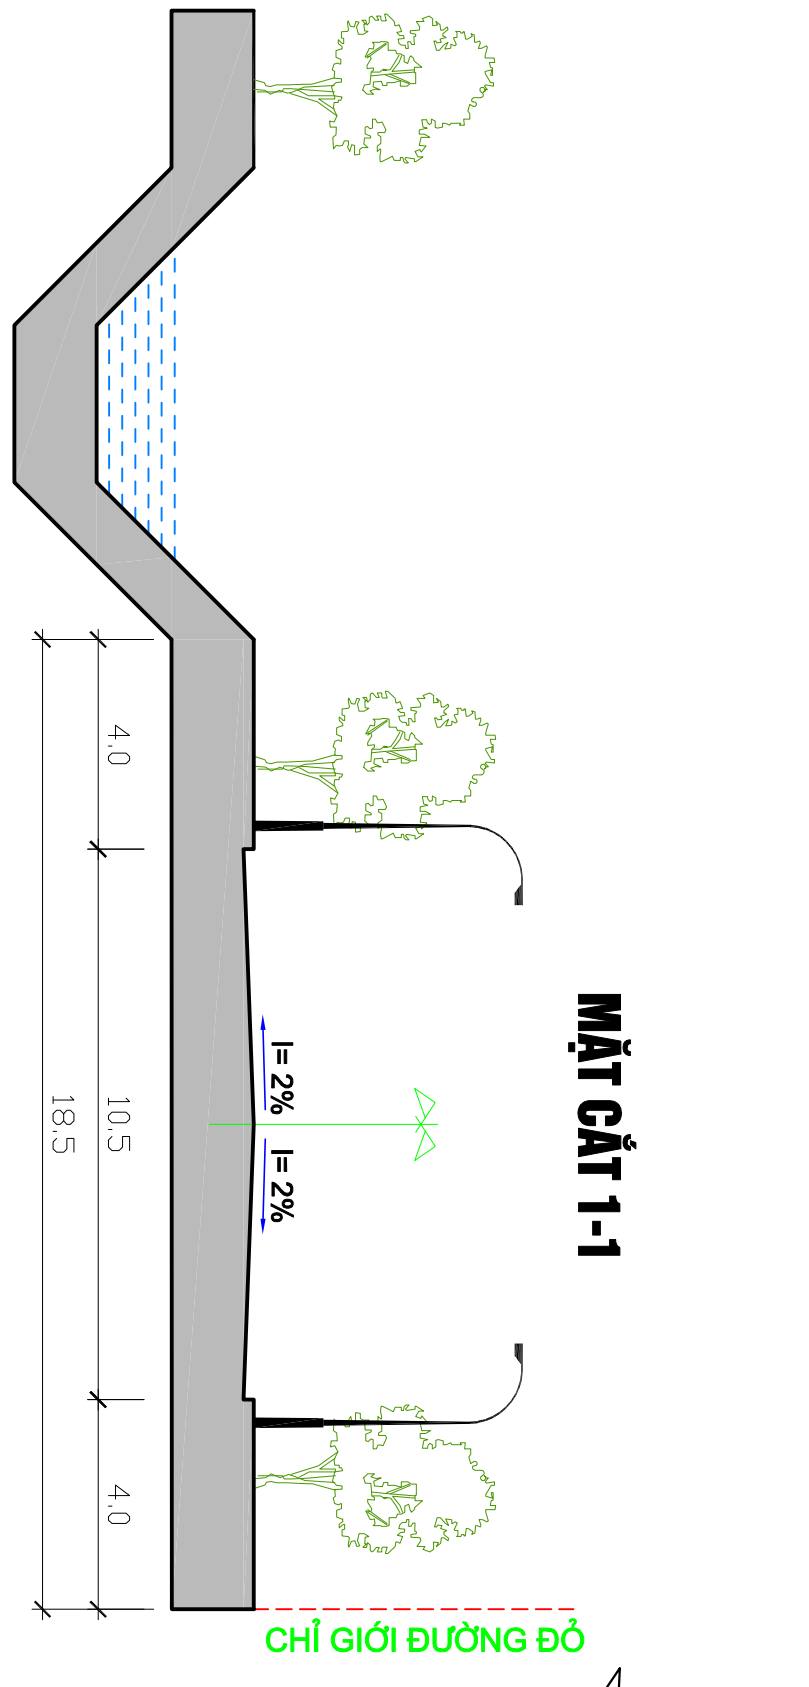 MẶT CẮT 1-1
I= 2%
I= 2%
4.0
10.5
4.0
18.5
CHỈ GIỚI ĐƯỜNG ĐỎ